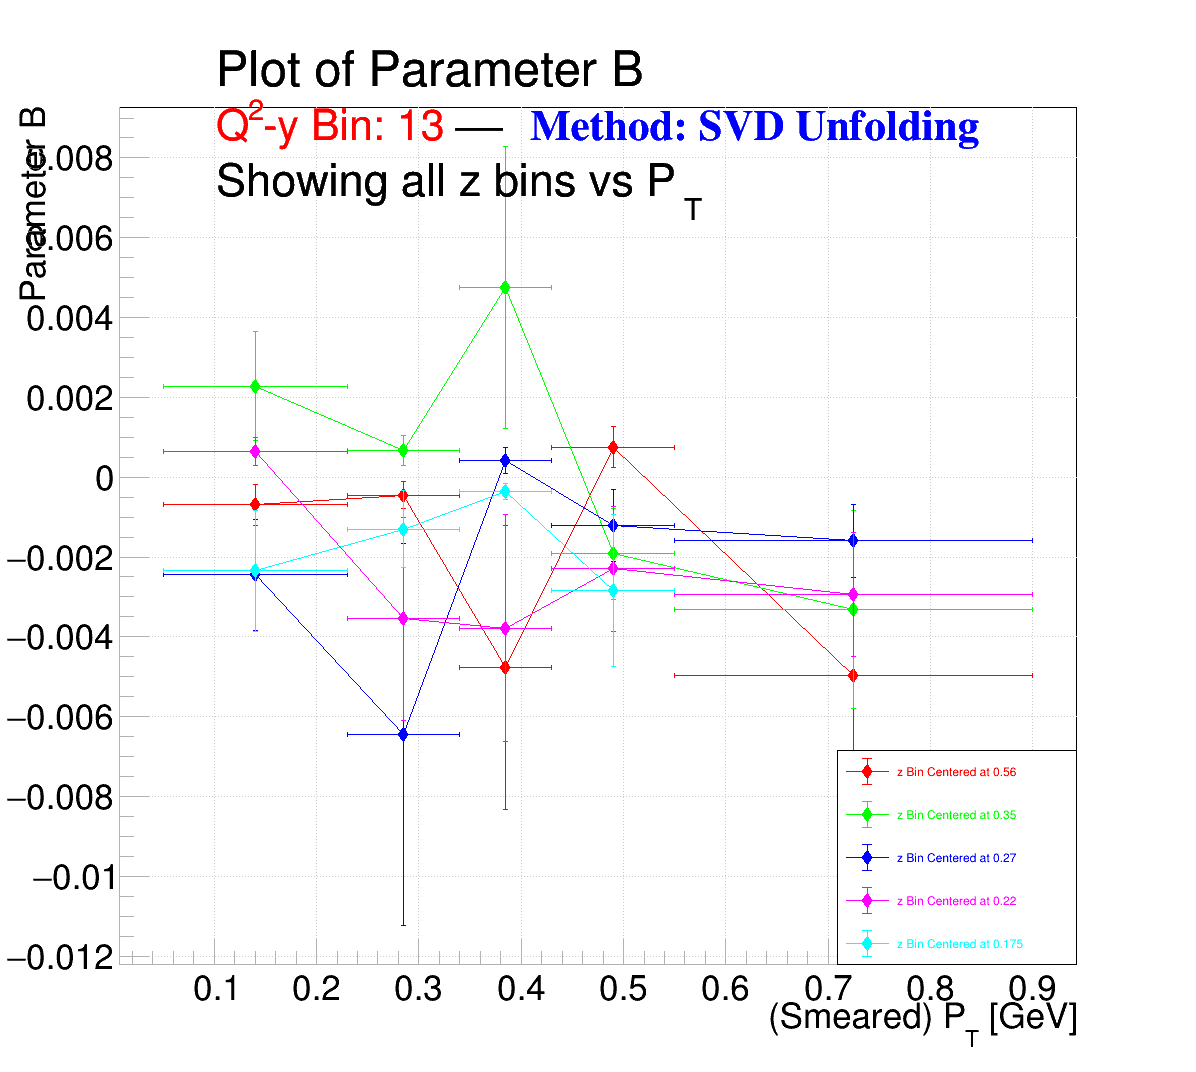 Plot of Parameter B
Q²-y Bin: 13 — Method: SVD Unfolding
Showing all z bins vs P_T
Parameter B
0.008
0.006
0.004
0.002
0
−0.002
−0.004
−0.006
−0.008
−0.01
−0.012
z Bin Centered at 0.56
z Bin Centered at 0.35
z Bin Centered at 0.27
z Bin Centered at 0.22
z Bin Centered at 0.175
0.1 0.2 0.3 0.4 0.5 0.6 0.7 0.8 0.9
(Smeared) P_T [GeV]